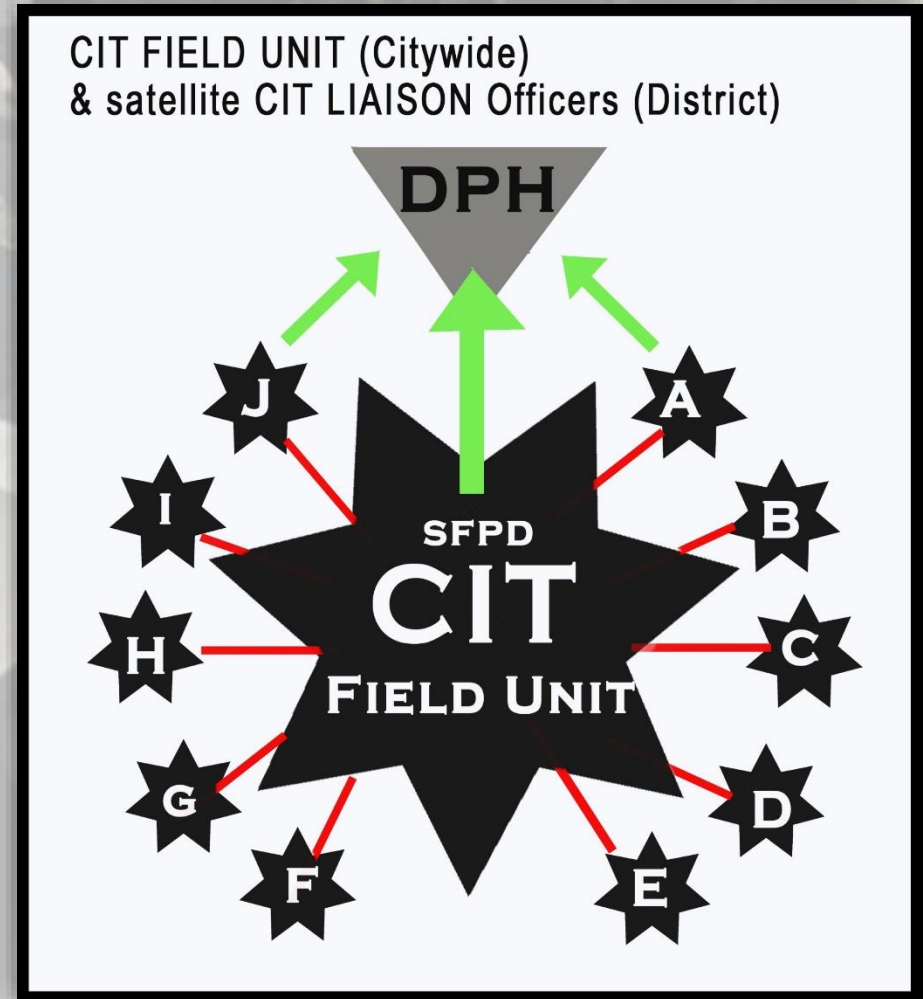 CIT FIELD UNIT (Citywide)
& satellite CIT LIAISON Officers (District)
DPH
J
A
I
B
SFPD
CIT
H
C
FIELD UNIT
G
D
F
E